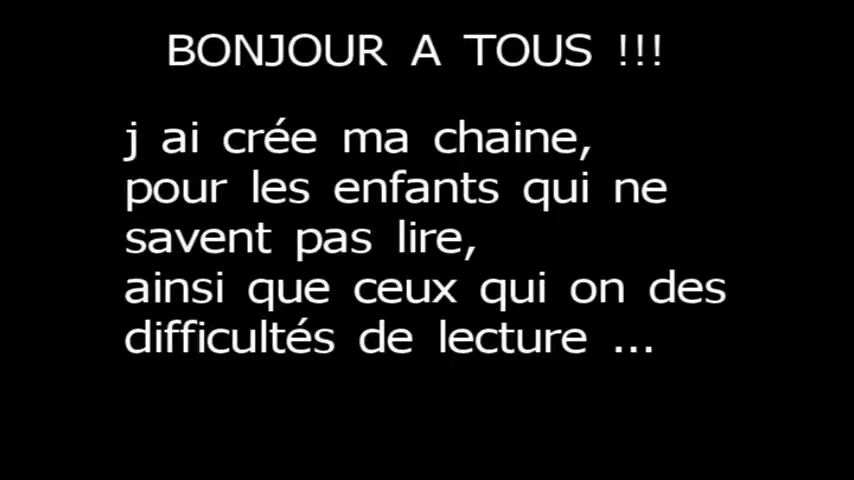 BONJOUR A TOUS !!!
j ai crée ma chaine,
pour les enfants qui ne
savent pas lire,
ainsi que ceux qui on des
difficultés de lecture ...